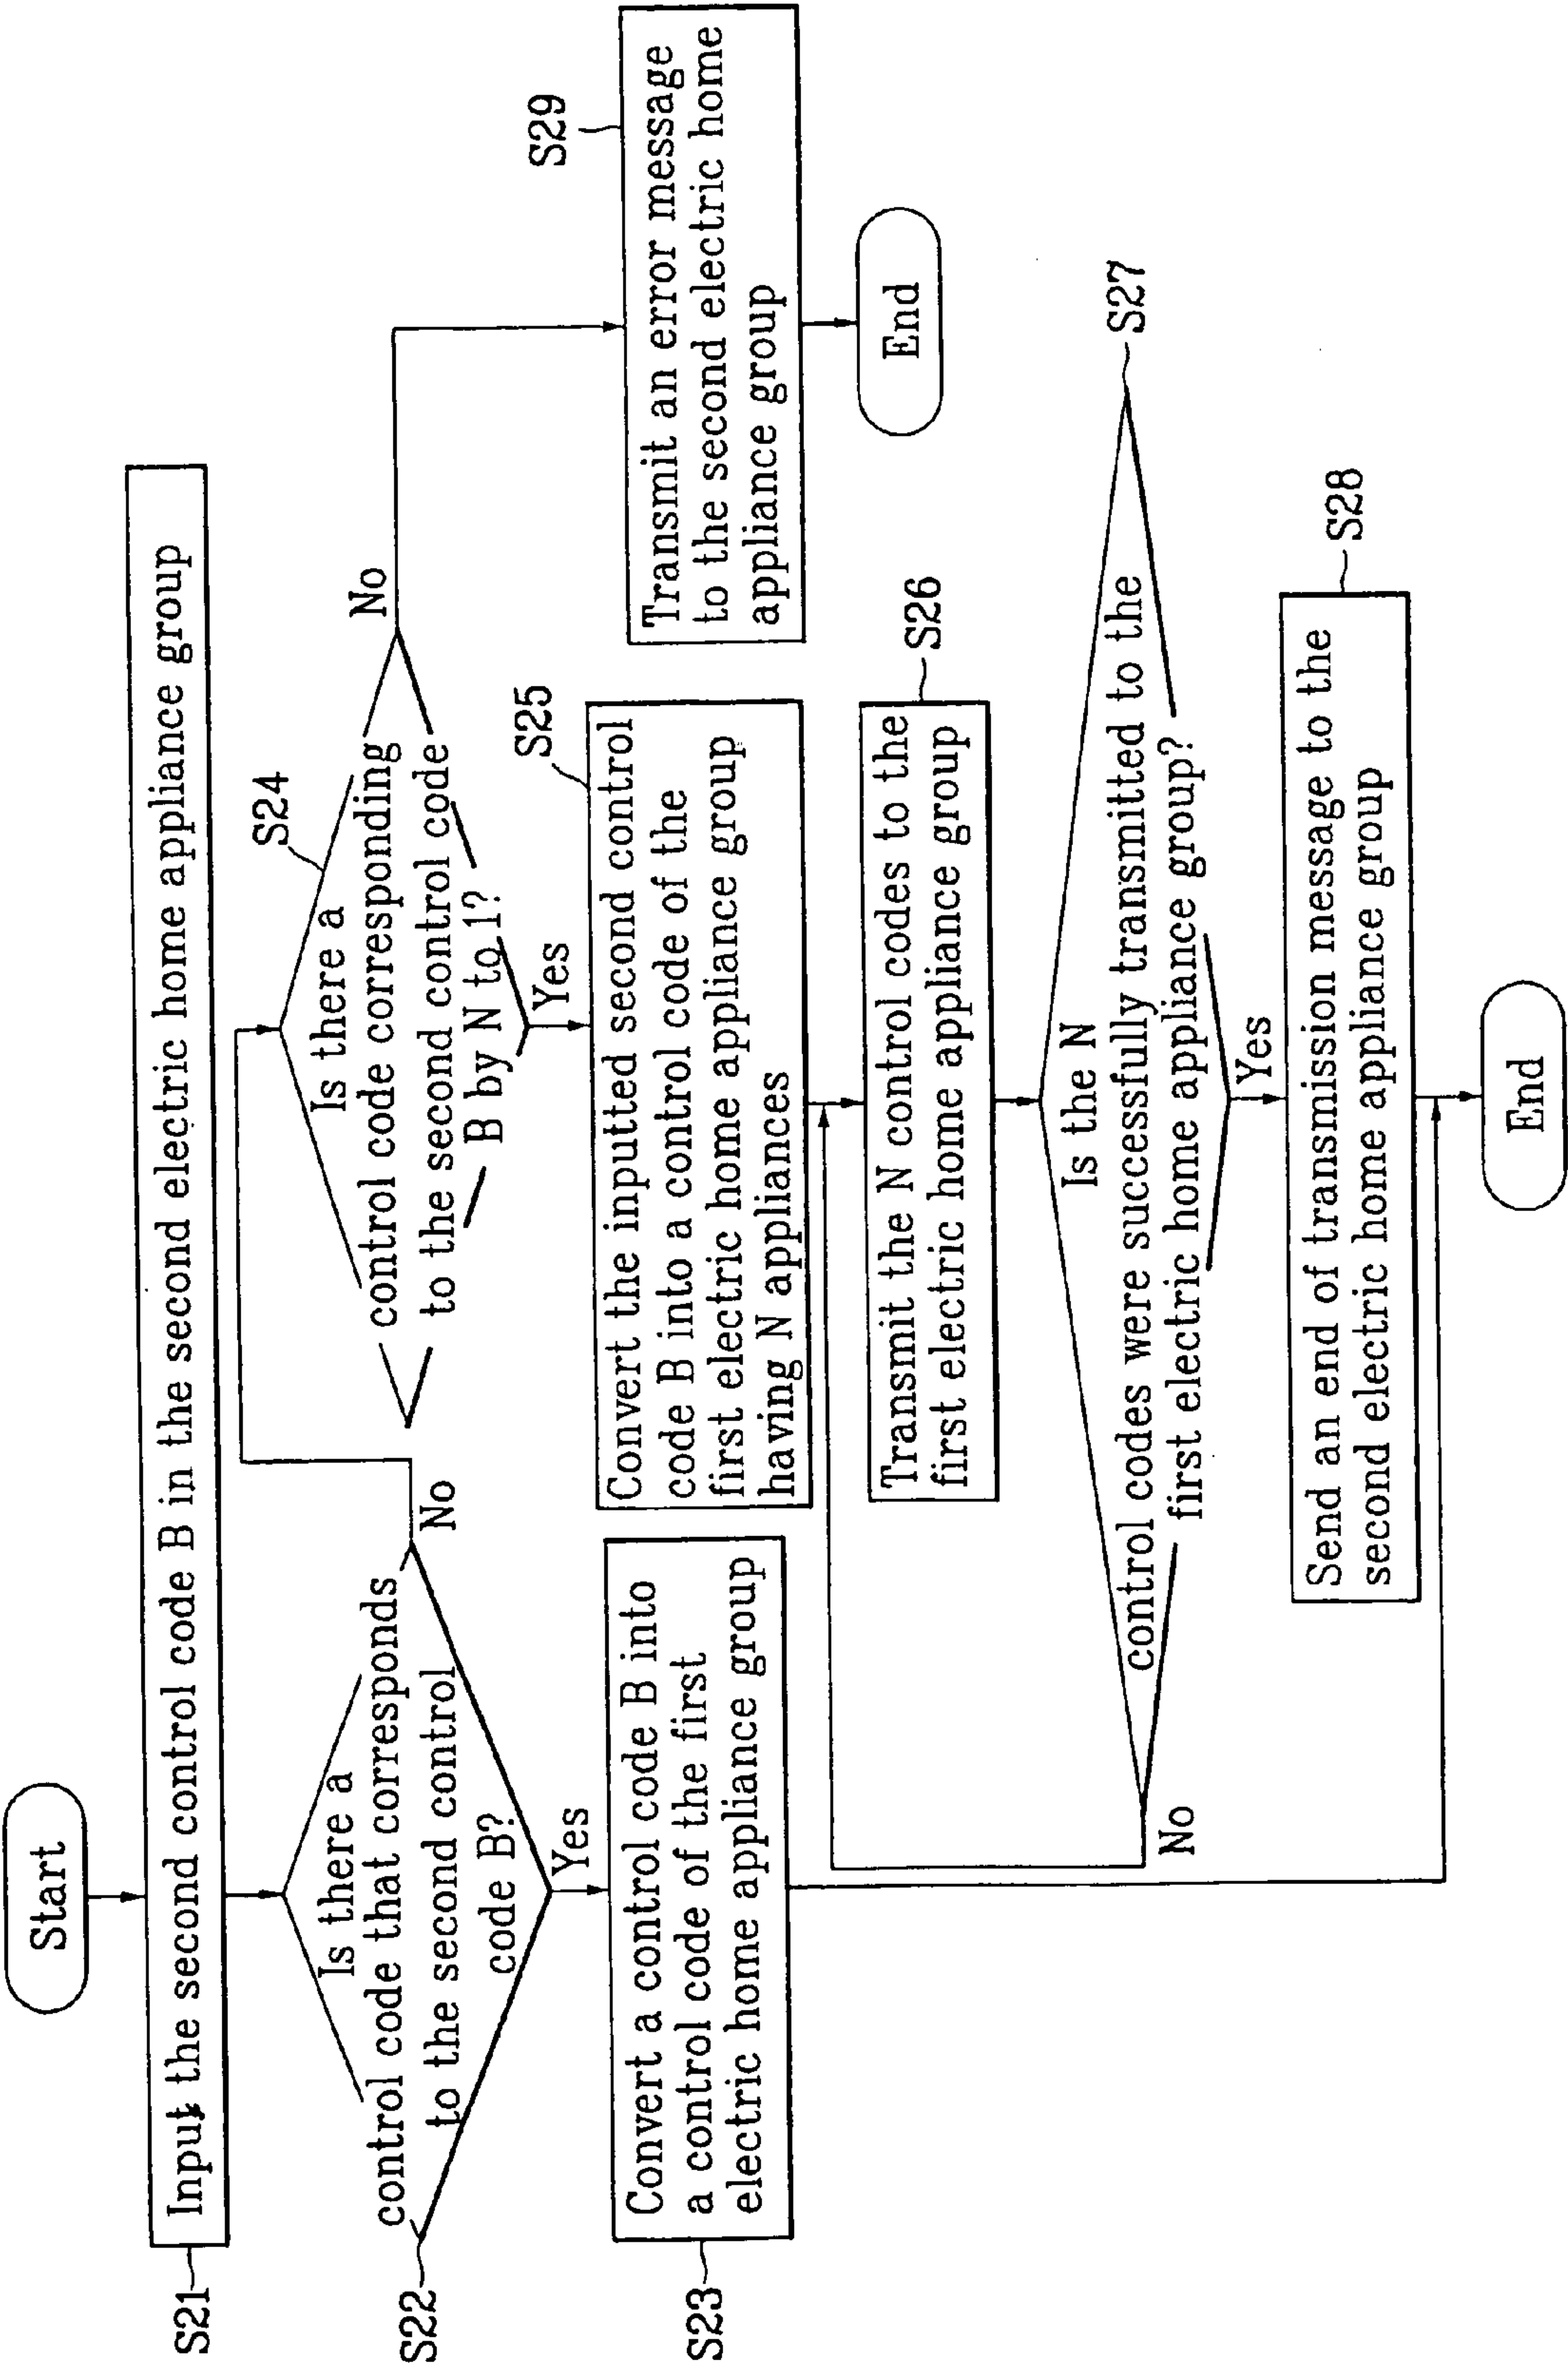 Start
S21
Input the second control code B in the second electric home appliance group
S22
Is there a
control code that corresponds
to the second control
code B?
No
Yes
S23
Convert a control code B into
a control code of the first
electric home appliance group
S24
Is there a
control code corresponding
to the second control code
B by N to 1?
No
Yes
S25
Convert the inputted second control
code B into a control code of the
first electric home appliance group
having N appliances
S26
Transmit the N control codes to the
first electric home appliance group
S27
Is the N
control codes were successfully transmitted to the
first electric home appliance group?
No
Yes
S28
Send an end of transmission message to the
second electric home appliance group
End
S29
Transmit an error message
to the second electric home
appliance group
End